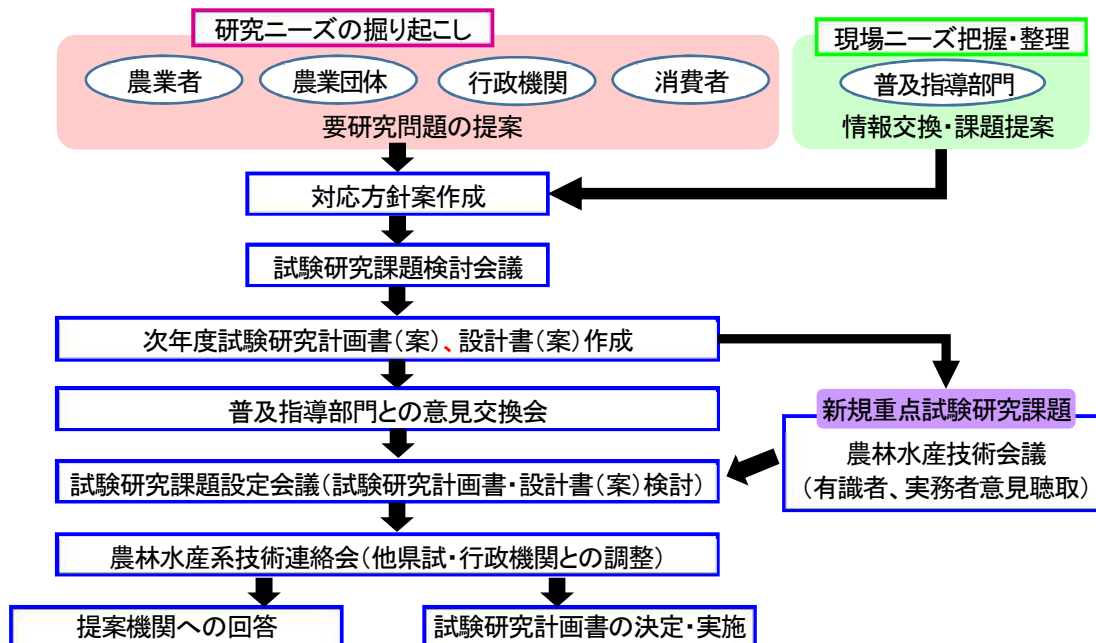 研究ニーズの掘り起こし
現場ニーズ把握・整理
農業者
農業団体
行政機関
消費者
普及指導部門
要研究問題の提案
情報交換・課題提案
対応方針案作成
試験研究課題検討会議
次年度試験研究計画書(案)、設計書(案)作成
普及指導部門との意見交換会
新規重点試験研究課題
農林水産技術会議
(有識者、実務者意見聴取)
試験研究課題設定会議(試験研究計画書・設計書(案)検討)
農林水産系技術連絡会(他県試・行政機関との調整)
提案機関への回答
試験研究計画書の決定・実施